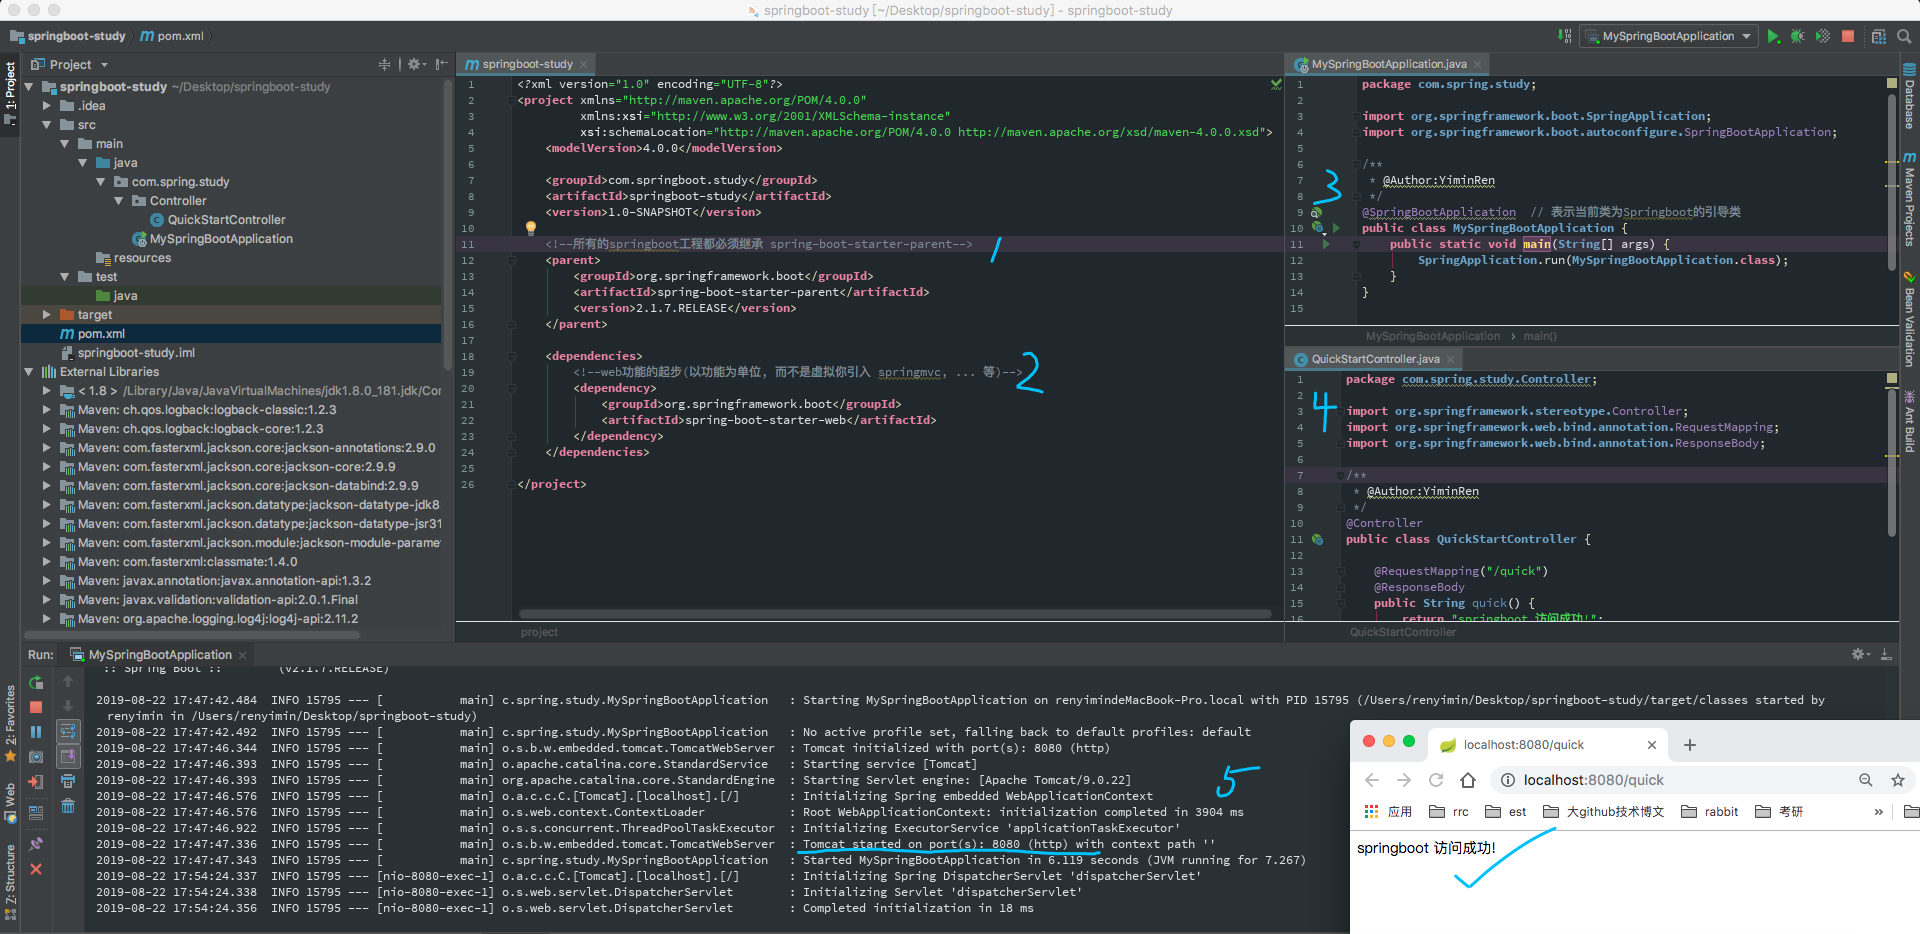 springboot-study [~/Desktop/springboot-study] - springboot-study
springboot-study
pom.xml
MySpringBootApplication
1: Project
Project
springboot-study ~/Desktop/springboot-study
.idea
src
main
java
com.spring.study
Controller
QuickStartController
MySpringBootApplication
resources
test
java
target
pom.xml
springboot-study.iml
External Libraries
< 1.8 > /Library/Java/JavaVirtualMachines/jdk1.8.0_181.jdk/Cor
Maven: ch.qos.logback:logback-classic:1.2.3
Maven: ch.qos.logback:logback-core:1.2.3
Maven: com.fasterxml.jackson.core:jackson-annotations:2.9.0
Maven: com.fasterxml.jackson.core:jackson-core:2.9.9
Maven: com.fasterxml.jackson.core:jackson-databind:2.9.9
Maven: com.fasterxml.jackson.datatype:jackson-datatype-jdk8
Maven: com.fasterxml.jackson.datatype:jackson-datatype-jsr31
Maven: com.fasterxml.jackson.module:jackson-module-parame
Maven: com.fasterxml:classmate:1.4.0
Maven: javax.annotation:javax.annotation-api:1.3.2
Maven: javax.validation:validation-api:2.0.1.Final
Maven: org.apache.logging.log4j:log4j-api:2.11.2
springboot-study
1 <?xml version="1.0" encoding="UTF-8"?>
2 <project xmlns="http://maven.apache.org/POM/4.0.0"
3 xmlns:xsi="http://www.w3.org/2001/XMLSchema-instance"
4 xsi:schemaLocation="http://maven.apache.org/POM/4.0.0 http://maven.apache.org/xsd/maven-4.0.0.xsd">
5 <modelVersion>4.0.0</modelVersion>
6
7 <groupId>com.springboot.study</groupId>
8 <artifactId>springboot-study</artifactId>
9 <version>1.0-SNAPSHOT</version>
10
11 <!--所有的springboot工程都必须继承 spring-boot-starter-parent--> 1
12 <parent>
13 <groupId>org.springframework.boot</groupId>
14 <artifactId>spring-boot-starter-parent</artifactId>
15 <version>2.1.7.RELEASE</version>
16 </parent>
17
18 <dependencies>
19 <!--web功能的起步(以功能为单位, 而不是虚拟你引入 springmvc, ... 等)--> 2
20 <dependency>
21 <groupId>org.springframework.boot</groupId>
22 <artifactId>spring-boot-starter-web</artifactId>
23 </dependency>
24 </dependencies>
25
26 </project>
project
MySpringBootApplication.java
1 package com.spring.study;
2
3 import org.springframework.boot.SpringApplication;
4 import org.springframework.boot.autoconfigure.SpringBootApplication;
5
6 /**
7 * @Author:YiminRen
3
8 */
9 @SpringBootApplication // 表示当前类为Springboot的引导类
10 public class MySpringBootApplication {
11 public static void main(String[] args) {
12 SpringApplication.run(MySpringBootApplication.class);
13 }
14 }
15
MySpringBootApplication > main()
QuickStartController.java
1 package com.spring.study.Controller;
2
4
3 import org.springframework.stereotype.Controller;
4 import org.springframework.web.bind.annotation.RequestMapping;
5 import org.springframework.web.bind.annotation.ResponseBody;
6
7 /**
8 * @Author:YiminRen
9 */
10 @Controller
11 public class QuickStartController {
12
13 @RequestMapping("/quick")
14 @ResponseBody
15 public String quick() {
16 return "springboot 访问成功!";
QuickStartController
Database
Maven Projects
Bean Validation
Ant Build
Run: MySpringBootApplication
:: Spring Boot :: (v2.1.7.RELEASE)
2019-08-22 17:47:42.484 INFO 15795 --- [ main] c.spring.study.MySpringBootApplication : Starting MySpringBootApplication on renyimindeMacBook-Pro.local with PID 15795 (/Users/renyimin/Desktop/springboot-study/target/classes started by
renyimin in /Users/renyimin/Desktop/springboot-study)
2019-08-22 17:47:42.492 INFO 15795 --- [ main] c.spring.study.MySpringBootApplication : No active profile set, falling back to default profiles: default
2019-08-22 17:47:46.344 INFO 15795 --- [ main] o.s.b.w.embedded.tomcat.TomcatWebServer : Tomcat initialized with port(s): 8080 (http)
2019-08-22 17:47:46.393 INFO 15795 --- [ main] o.apache.catalina.core.StandardService : Starting service [Tomcat]
2019-08-22 17:47:46.393 INFO 15795 --- [ main] org.apache.catalina.core.StandardEngine : Starting Servlet engine: [Apache Tomcat/9.0.22]
5
2019-08-22 17:47:46.576 INFO 15795 --- [ main] o.a.c.c.C.[Tomcat].[localhost].[/] : Initializing Spring embedded WebApplicationContext
2019-08-22 17:47:46.576 INFO 15795 --- [ main] o.s.web.context.ContextLoader : Root WebApplicationContext: initialization completed in 3904 ms
2019-08-22 17:47:46.922 INFO 15795 --- [ main] o.s.s.concurrent.ThreadPoolTaskExecutor : Initializing ExecutorService 'applicationTaskExecutor'
2019-08-22 17:47:47.336 INFO 15795 --- [ main] o.s.b.w.embedded.tomcat.TomcatWebServer : Tomcat started on port(s): 8080 (http) with context path ''
2019-08-22 17:47:47.343 INFO 15795 --- [ main] c.spring.study.MySpringBootApplication : Started MySpringBootApplication in 6.119 seconds (JVM running for 7.267)
2019-08-22 17:54:24.337 INFO 15795 --- [nio-8080-exec-1] o.a.c.c.C.[Tomcat].[localhost].[/] : Initializing Spring DispatcherServlet 'dispatcherServlet'
2019-08-22 17:54:24.338 INFO 15795 --- [nio-8080-exec-1] o.s.web.servlet.DispatcherServlet : Initializing Servlet 'dispatcherServlet'
2019-08-22 17:54:24.356 INFO 15795 --- [nio-8080-exec-1] o.s.web.servlet.DispatcherServlet : Completed initialization in 18 ms
2: Favorites
Web
Z: Structure
localhost:8080/quick
localhost:8080/quick
应用 rrc est 大github技术博文 rabbit 考研 »
springboot 访问成功!